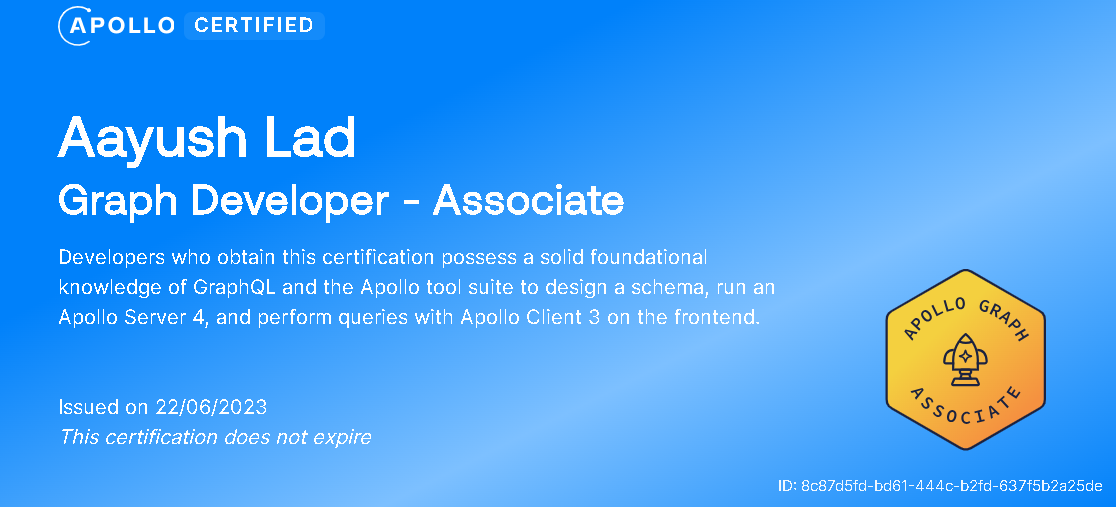 APOLLO CERTIFIED
Aayush Lad
Graph Developer - Associate
Developers who obtain this certification possess a solid foundational
knowledge of GraphQL and the Apollo tool suite to design a schema, run an
Apollo Server 4, and perform queries with Apollo Client 3 on the frontend.
Issued on 22/06/2023
This certification does not expire
APOLLO GRAPH
ASSOCIATE
ID: 8c87d5fd-bd61-444c-b2fd-637f5b2a25de